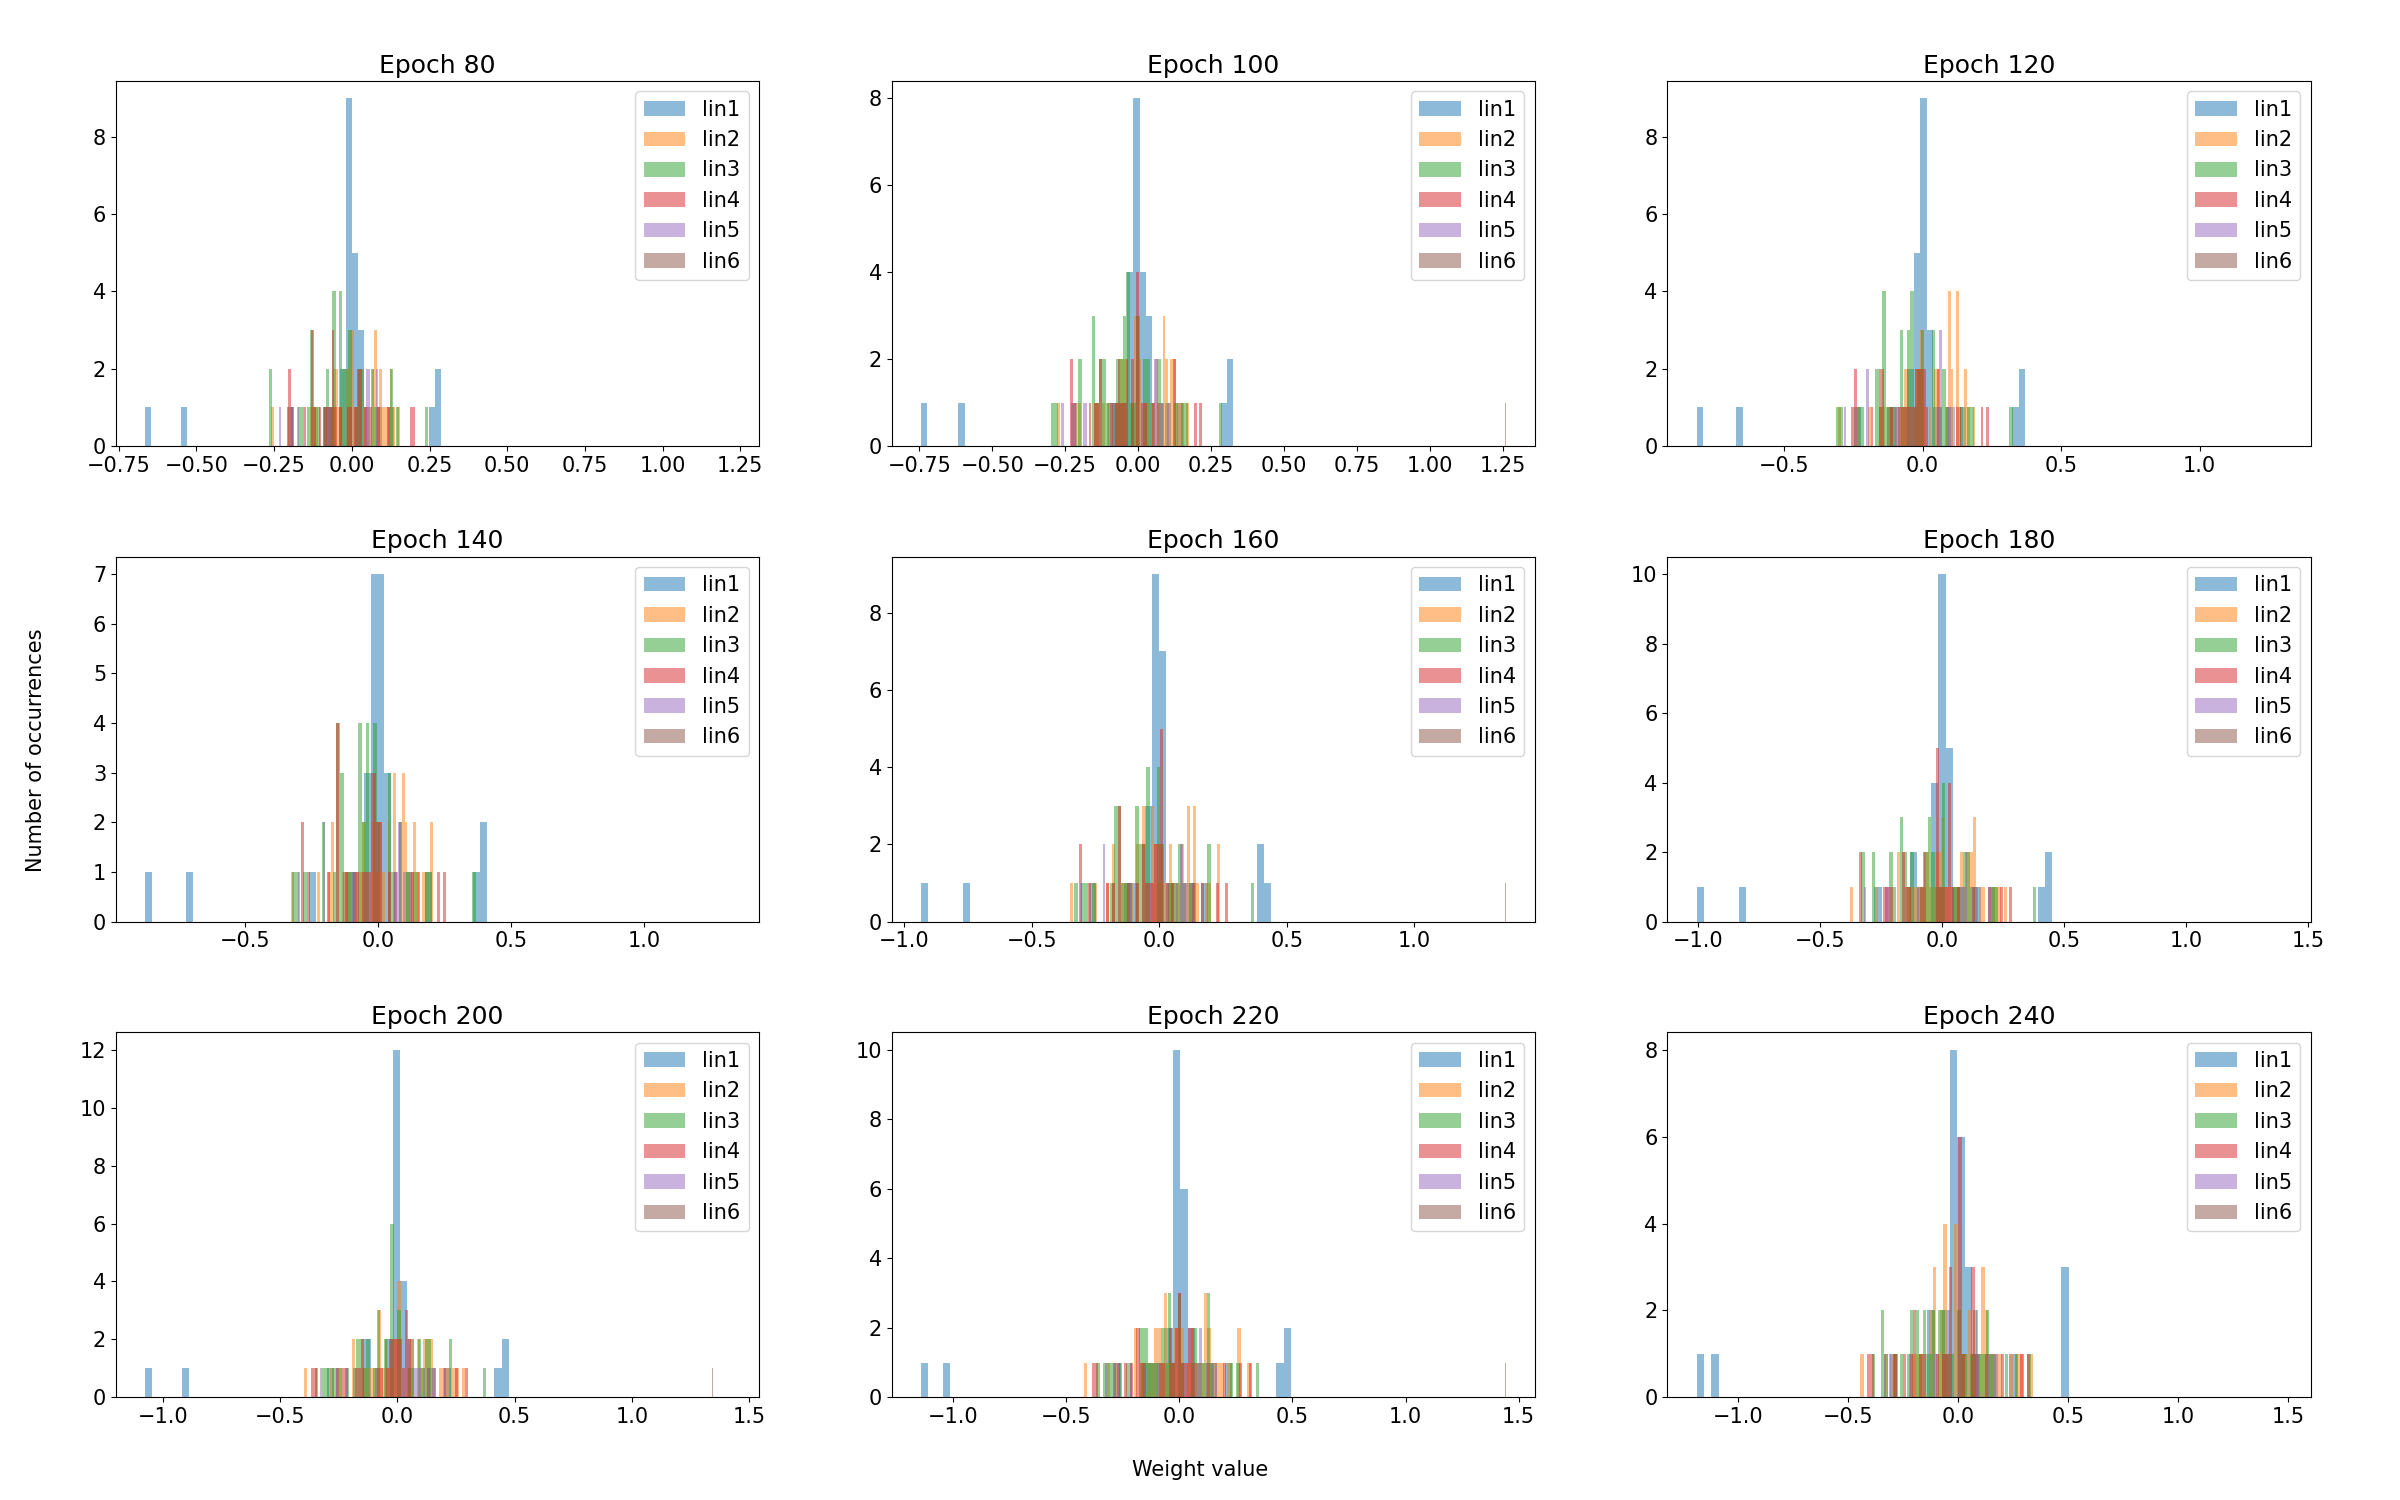 Epoch 80
8
6
4
2
0
−0.75 −0.50 −0.25 0.00 0.25 0.50 0.75 1.00 1.25
lin1
lin2
lin3
lin4
lin5
lin6
Epoch 100
8
6
4
2
0
−0.75 −0.50 −0.25 0.00 0.25 0.50 0.75 1.00 1.25
lin1
lin2
lin3
lin4
lin5
lin6
Epoch 120
8
6
4
2
0
−0.5 0.0 0.5 1.0
lin1
lin2
lin3
lin4
lin5
lin6
Number of occurrences
Epoch 140
7
6
5
4
3
2
1
0
−0.5 0.0 0.5 1.0
lin1
lin2
lin3
lin4
lin5
lin6
Epoch 160
8
6
4
2
0
−1.0 −0.5 0.0 0.5 1.0
lin1
lin2
lin3
lin4
lin5
lin6
Epoch 180
10
8
6
4
2
0
−1.0 −0.5 0.0 0.5 1.0 1.5
lin1
lin2
lin3
lin4
lin5
lin6
Epoch 200
12
10
8
6
4
2
0
−1.0 −0.5 0.0 0.5 1.0 1.5
lin1
lin2
lin3
lin4
lin5
lin6
Epoch 220
10
8
6
4
2
0
−1.0 −0.5 0.0 0.5 1.0 1.5
lin1
lin2
lin3
lin4
lin5
lin6
Epoch 240
8
6
4
2
0
−1.0 −0.5 0.0 0.5 1.0 1.5
lin1
lin2
lin3
lin4
lin5
lin6
Weight value